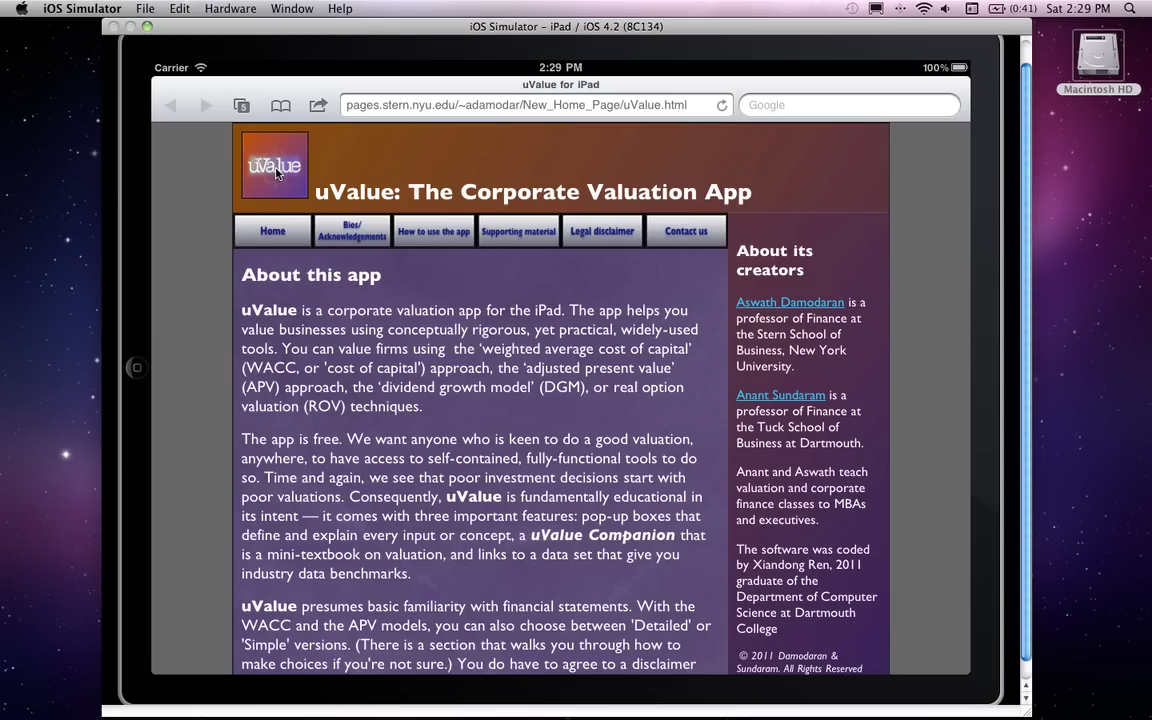 iOS Simulator File Edit Hardware Window Help
(0:41) Sat 2:29 PM
iOS Simulator – iPad / iOS 4.2 (8C134)
Macintosh HD
Carrier 2:29 PM 100%
uValue for iPad
5 pages.stern.nyu.edu/~adamodar/New_Home_Page/uValue.html Google
uValue
uValue: The Corporate Valuation App
Home
Bios/
Acknowledgements
How to use the app
Supporting material
Legal disclaimer
Contact us
About this app
uValue is a corporate valuation app for the iPad. The app helps you
value businesses using conceptually rigorous, yet practical, widely-used
tools. You can value firms using the ‘weighted average cost of capital’
(WACC, or 'cost of capital') approach, the ‘adjusted present value’
(APV) approach, the ‘dividend growth model’ (DGM), or real option
valuation (ROV) techniques.
The app is free. We want anyone who is keen to do a good valuation,
anywhere, to have access to self-contained, fully-functional tools to do
so. Time and again, we see that poor investment decisions start with
poor valuations. Consequently, uValue is fundamentally educational in
its intent — it comes with three important features: pop-up boxes that
define and explain every input or concept, a uValue Companion that
is a mini-textbook on valuation, and links to a data set that give you
industry data benchmarks.
uValue presumes basic familiarity with financial statements. With the
WACC and the APV models, you can also choose between 'Detailed' or
'Simple' versions. (There is a section that walks you through how to
make choices if you're not sure.) You do have to agree to a disclaimer
About its
creators
Aswath Damodaran is a
professor of Finance at
the Stern School of
Business, New York
University.
Anant Sundaram is a
professor of Finance at
the Tuck School of
Business at Dartmouth.
Anant and Aswath teach
valuation and corporate
finance classes to MBAs
and executives.
The software was coded
by Xiandong Ren, 2011
graduate of the
Department of Computer
Science at Dartmouth
College
© 2011 Damodaran &
Sundaram. All Rights Reserved